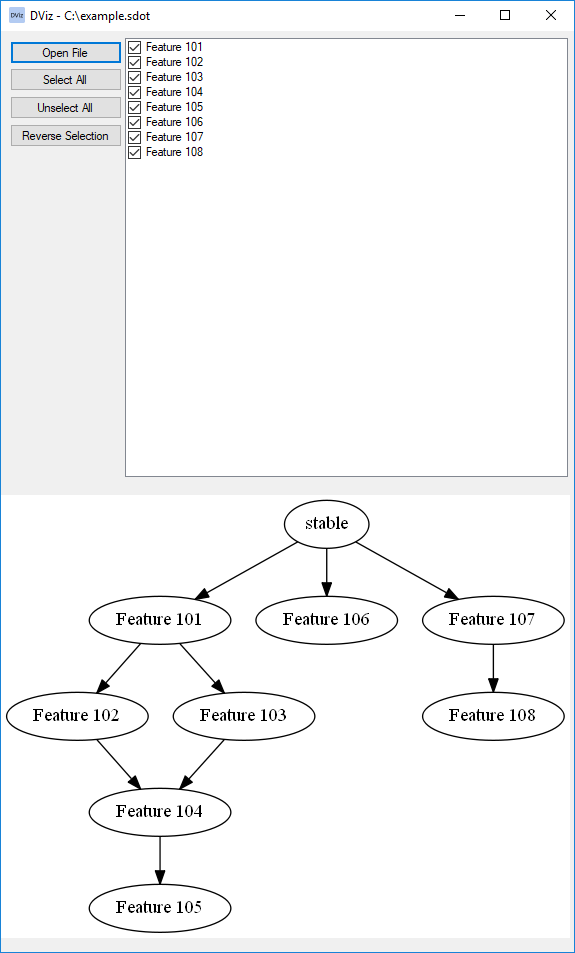 DViz DViz - C:\example.sdot
Open File
Select All
Unselect All
Reverse Selection
Feature 101
Feature 102
Feature 103
Feature 104
Feature 105
Feature 106
Feature 107
Feature 108
stable
Feature 101
Feature 106
Feature 107
Feature 102
Feature 103
Feature 108
Feature 104
Feature 105